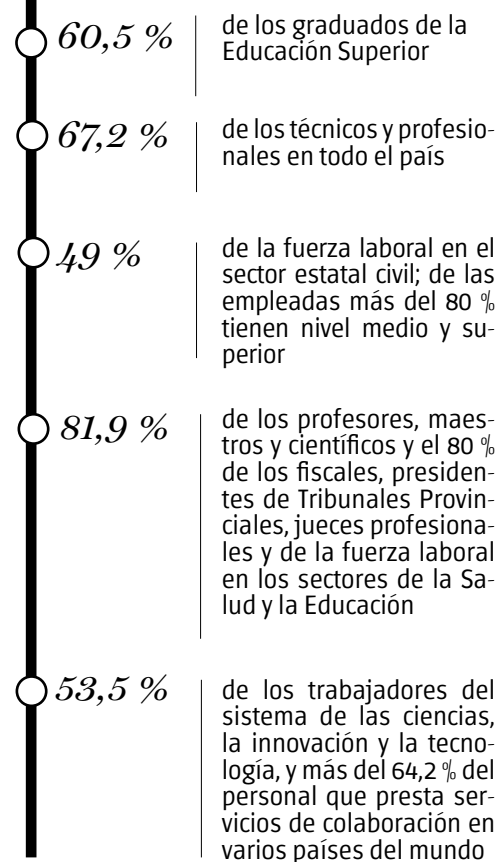 60,5 %
de los graduados de la
Educación Superior
67,2 %
de los técnicos y profesio-
nales en todo el país
49 %
de la fuerza laboral en el
sector estatal civil; de las
empleadas más del 80 %
tienen nivel medio y su-
perior
81,9 %
de los profesores, maes-
tros y científicos y el 80 %
de los fiscales, presiden-
tes de Tribunales Provin-
ciales, jueces profesiona-
les y de la fuerza laboral
en los sectores de la Sa-
lud y la Educación
53,5 %
de los trabajadores del
sistema de las ciencias,
la innovación y la tecno-
logía, y más del 64,2 % del
personal que presta ser-
vicios de colaboración en
varios países del mundo